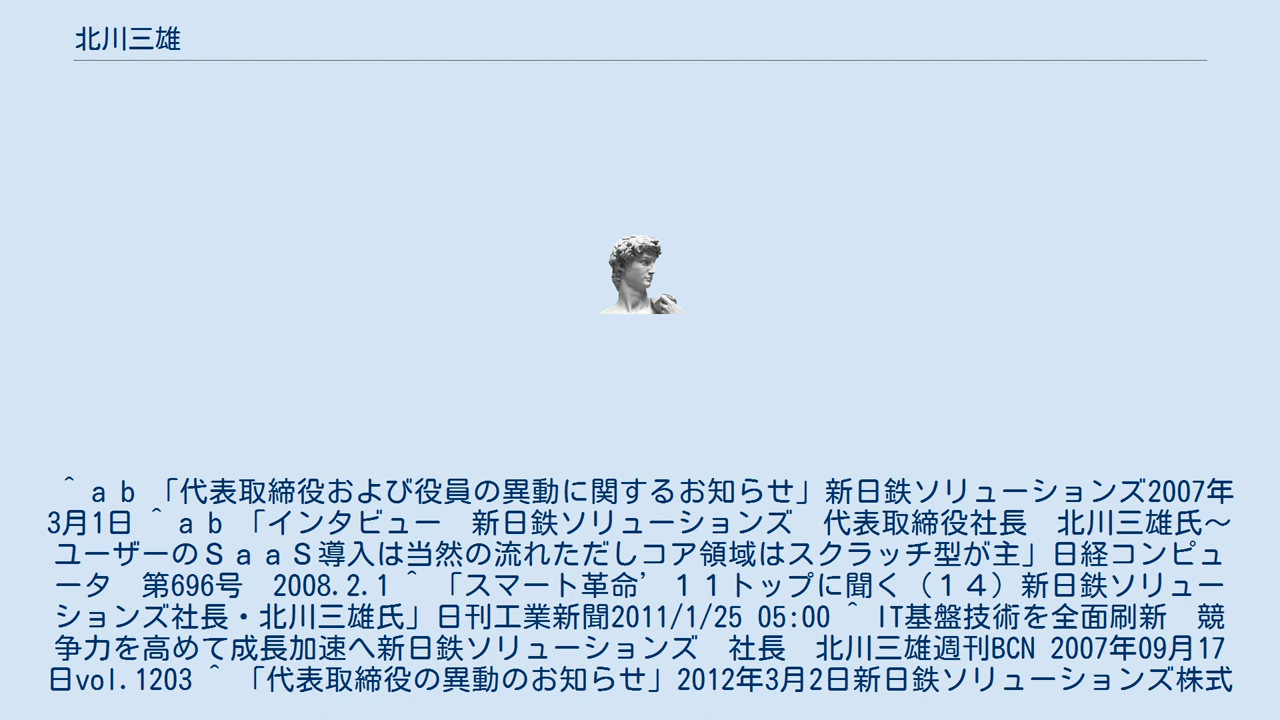 北川三雄
＾ a b 「代表取締役および役員の異動に関するお知らせ」新日鉄ソリューションズ2007年
3月1日 ＾ a b 「インタビュー　新日鉄ソリューションズ　代表取締役社長　北川三雄氏～
ユーザーのＳａａＳ導入は当然の流れただしコア領域はスクラッチ型が主」日経コンピュ
ータ　第696号　2008.2.1 ＾ 「スマート革命’１１トップに聞く（１４）新日鉄ソリュー
ションズ社長・北川三雄氏」日刊工業新聞2011/1/25 05:00 ＾ IT基盤技術を全面刷新　競
争力を高めて成長加速へ新日鉄ソリューションズ　社長　北川三雄週刊BCN 2007年09月17
日vol.1203 ＾ 「代表取締役の異動のお知らせ」2012年3月2日新日鉄ソリューションズ株式